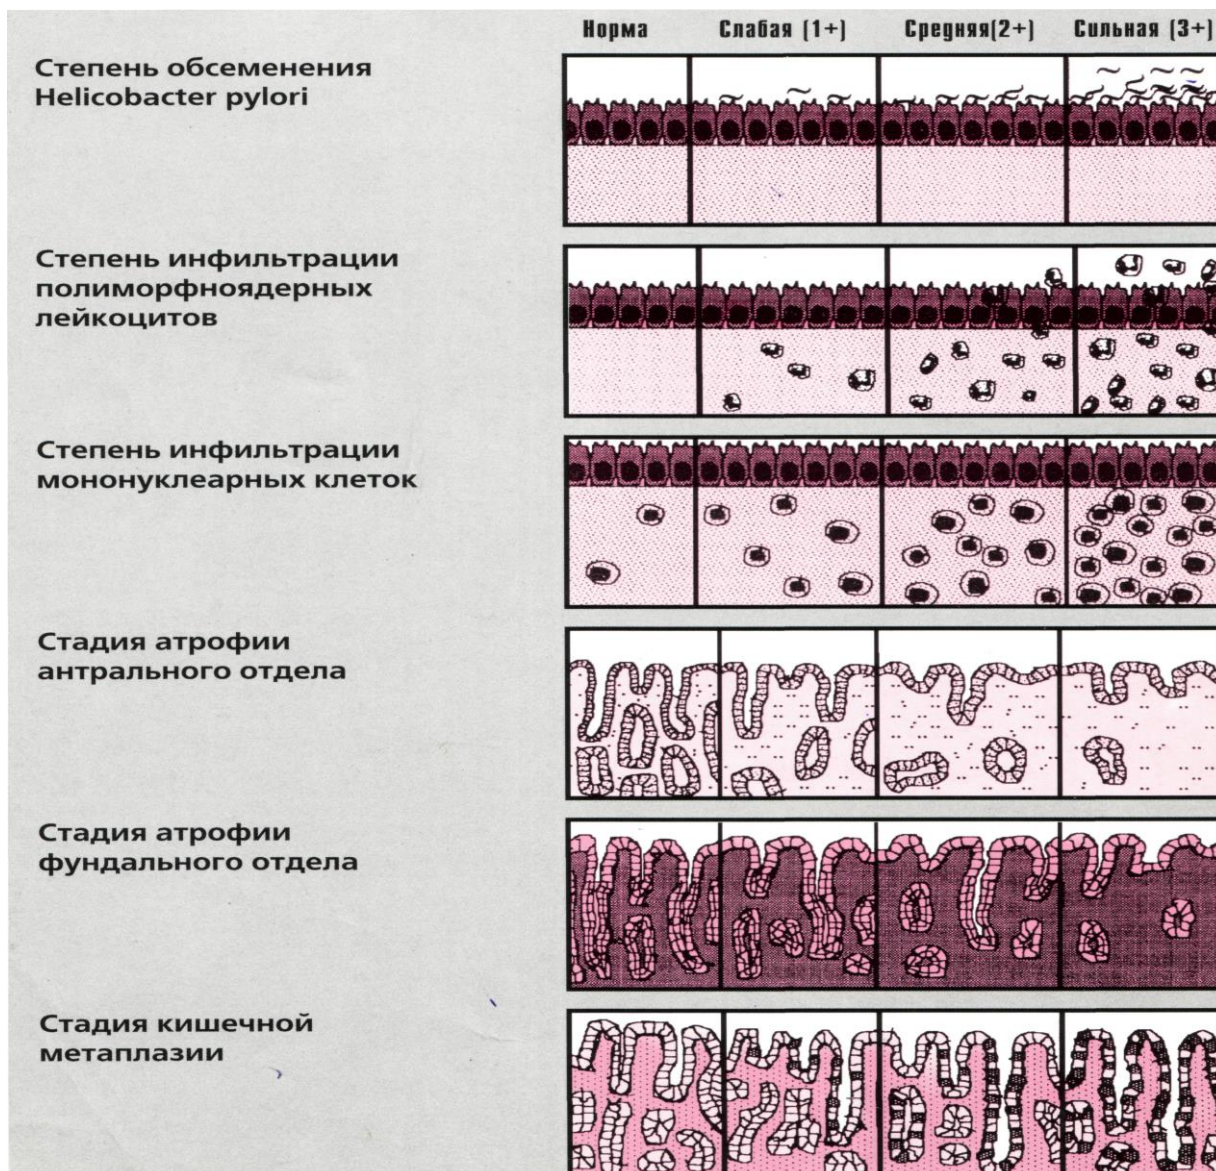 Норма Слабая (1+) Средняя(2+) Сильная (3+)
Степень обсеменения
Helicobacter pylori
Степень инфильтрации
полиморфноядерных
лейкоцитов
Степень инфильтрации
мононуклеарных клеток
Стадия атрофии
антрального отдела
Стадия атрофии
фундального отдела
Стадия кишечной
метаплазии